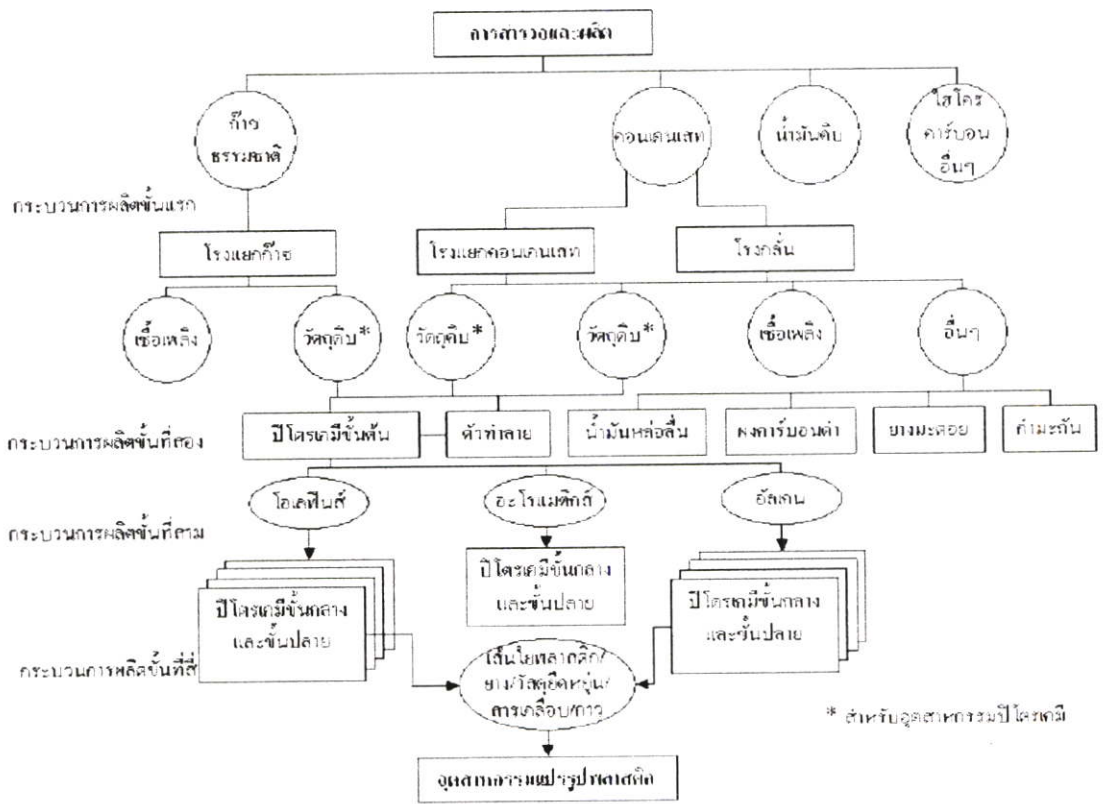 การสำรวจและผลิต
ก๊าซ
ธรรมชาติ
คอนเดนเสท
น้ำมันดิบ
ไฮโดร
คาร์บอน
อื่นๆ
กระบวนการผลิตขั้นแรก
โรงแยกก๊าซ
โรงแยกคอนเดนเสท
โรงกลั่น
เชื้อเพลิง
วัตถุดิบ*
วัตถุดิบ*
วัตถุดิบ*
เชื้อเพลิง
อื่นๆ
กระบวนการผลิตขั้นที่สอง
ปิโตรเคมีขั้นต้น
ตัวทำลาย
น้ำมันหล่อลื่น
ผงคาร์บอนดำ
ยางมะตอย
กำมะถัน
โอเลฟินส์
อะโรเมติกส์
อัลเคน
กระบวนการผลิตขั้นที่สาม
ปิโตรเคมีขั้นกลาง
และขั้นปลาย
ปิโตรเคมีขั้นกลาง
และขั้นปลาย
ปิโตรเคมีขั้นกลาง
และขั้นปลาย
กระบวนการผลิตขั้นที่สี่
เส้นใยพลาสติก/
ยาง/วัสดุยืดหยุ่น/
สารเคลือบ/กาว
* สำหรับอุตสาหกรรมปิโตรเคมี
อุตสาหกรรมแปรรูปพลาสติก